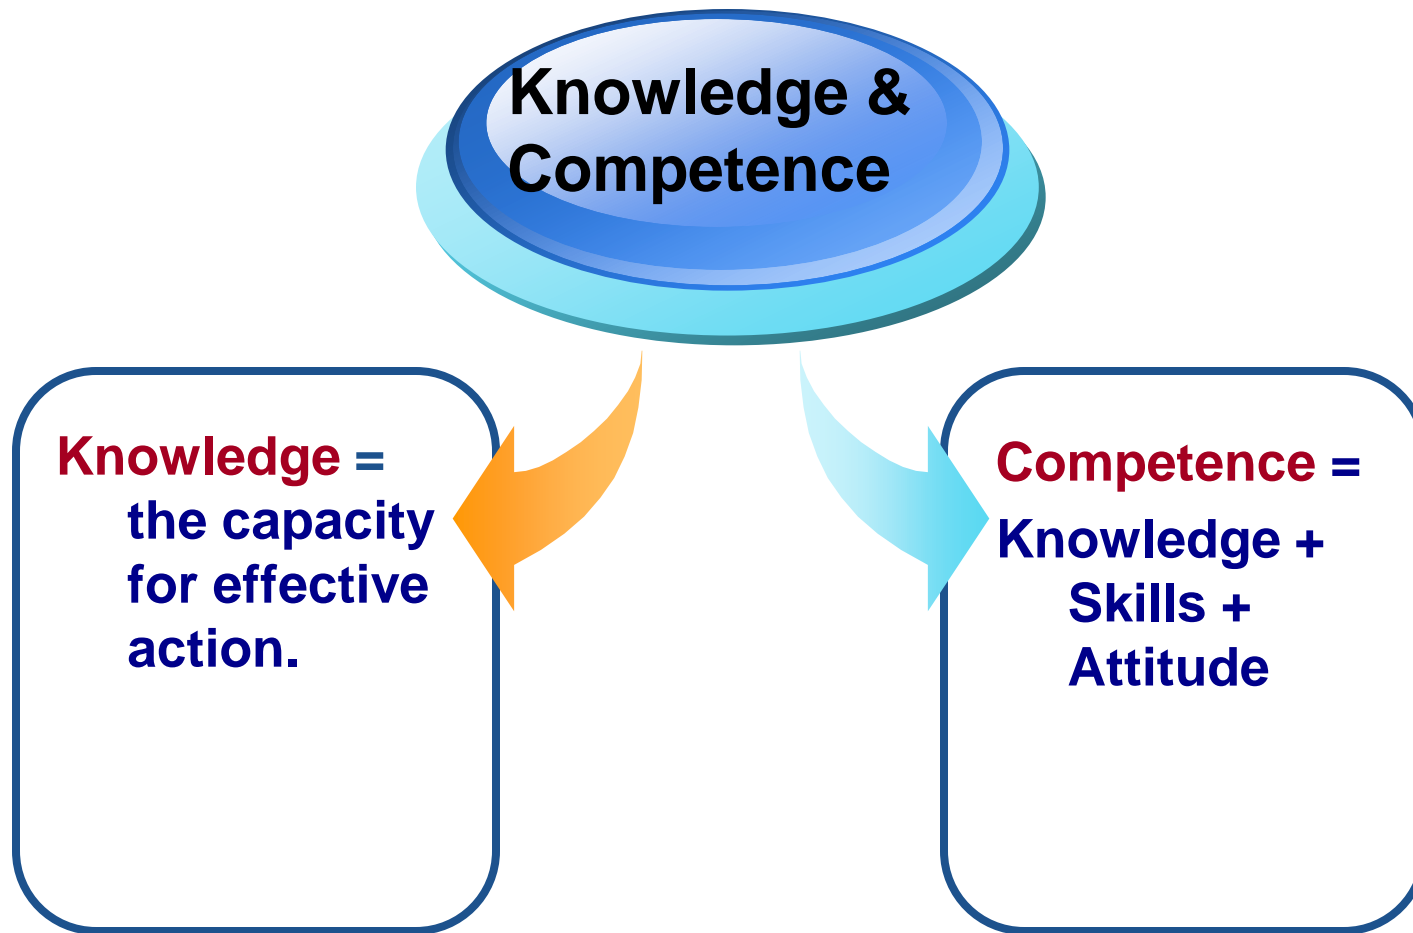 Knowledge &
Competence
Knowledge =
the capacity
for effective
action.
Competence =
Knowledge +
Skills +
Attitude